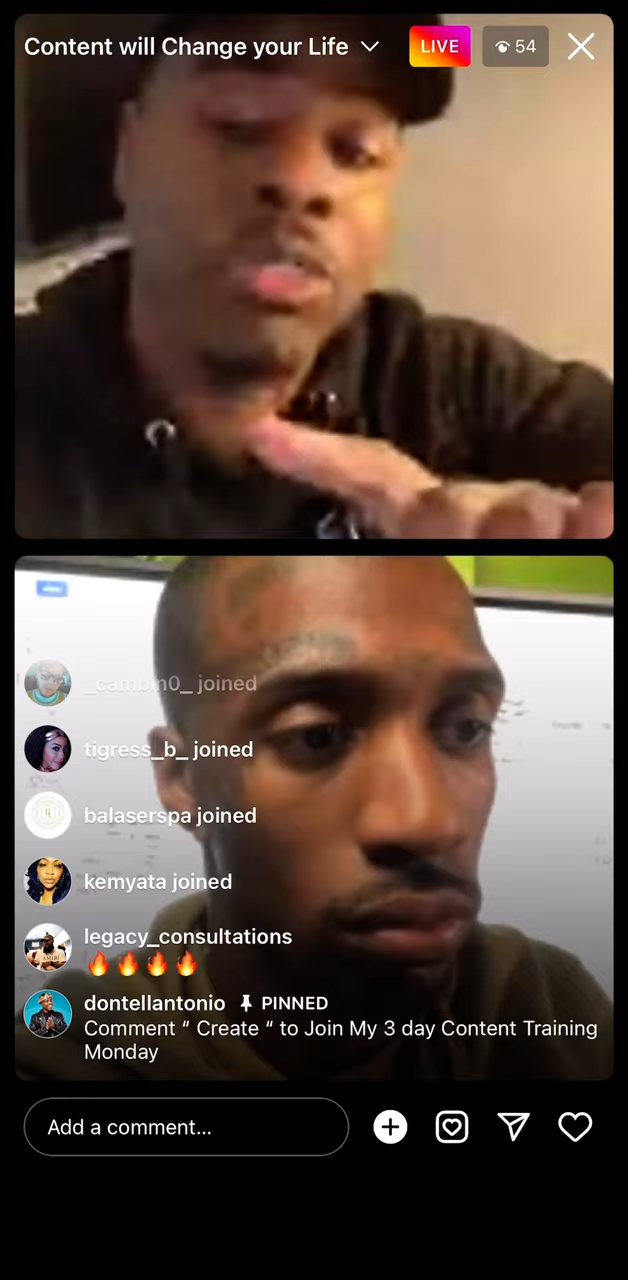 Content will Change your Life
LIVE
54
_cambin0_ joined
tigress_b_ joined
balaserspa joined
kemyata joined
legacy_consultations
🔥🔥🔥🔥
dontellantonio PINNED
Comment “ Create “ to Join My 3 day Content Training
Monday
Add a comment...